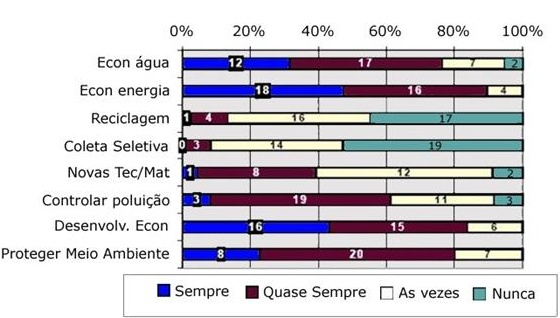 0% 20% 40% 60% 80% 100%
Econ água 12 17 7 2
Econ energia 18 16 4
Reciclagem 1 4 16 17
Coleta Seletiva 0 3 14 19
Novas Tec/Mat 1 8 12 2
Controlar poluição 3 19 11 3
Desenvolv. Econ 16 15 6
Proteger Meio Ambiente 8 20 7
Sempre Quase Sempre As vezes Nunca